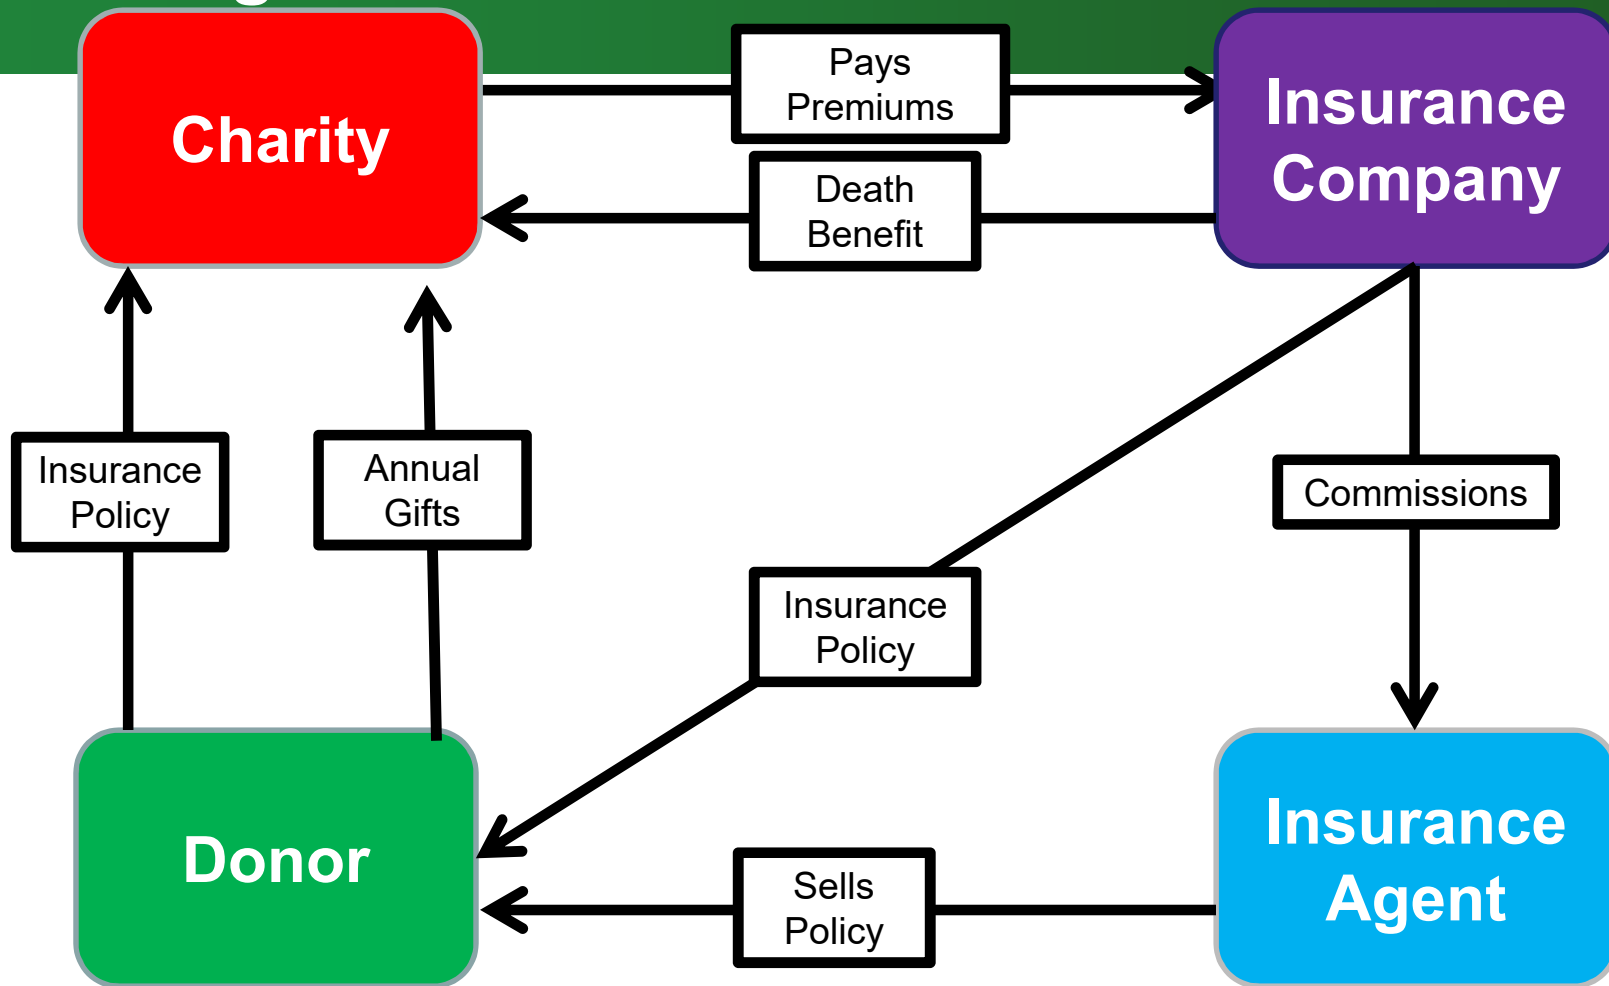 Charity
Pays
Premiums
Insurance
Company
Death
Benefit
Insurance
Policy
Annual
Gifts
Commissions
Insurance
Policy
Donor
Sells
Policy
Insurance
Agent